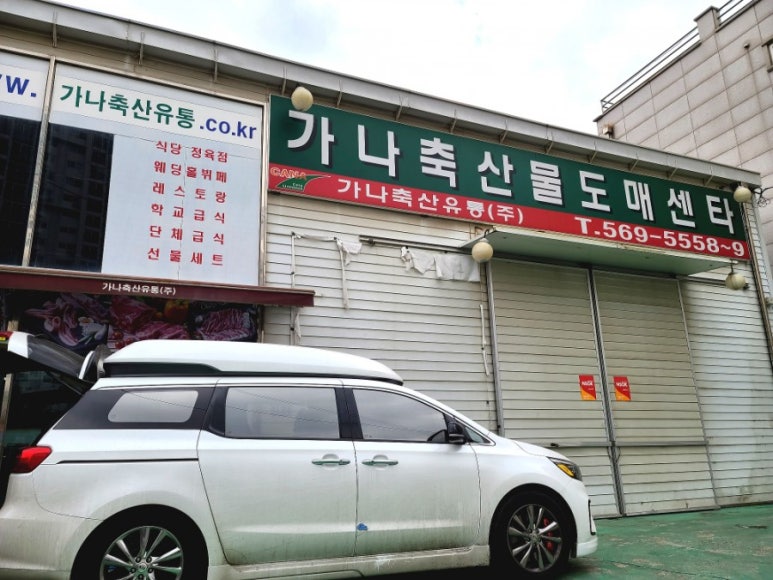 w.
가나축산유통.co.kr
식당 정육점
웨딩홀뷔페
레스토랑
학교급식
단체급식
선물세트
가나축산유통(주)
가나축산물도매센타
GANA
가나축산유통(주)
T.569-5558~9